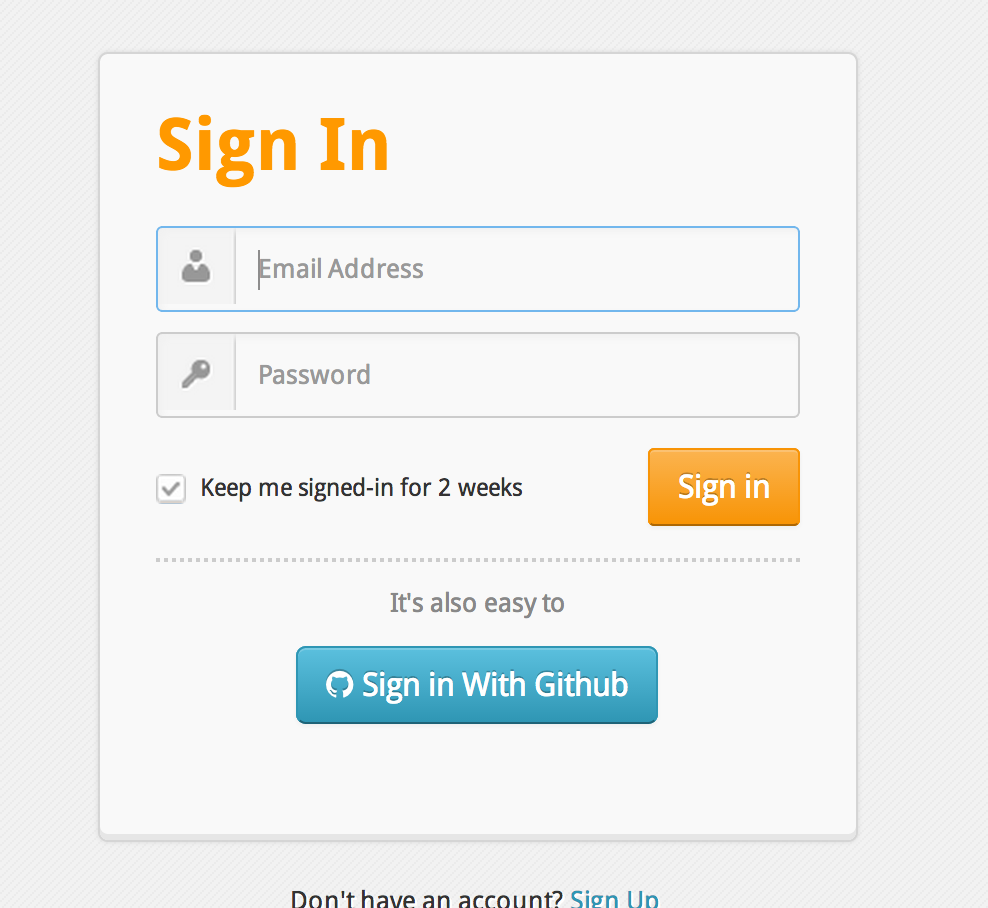 Sign In
Email Address
Password
Keep me signed-in for 2 weeks
Sign in
It's also easy to
Sign in With Github
Don't have an account? Sign Up